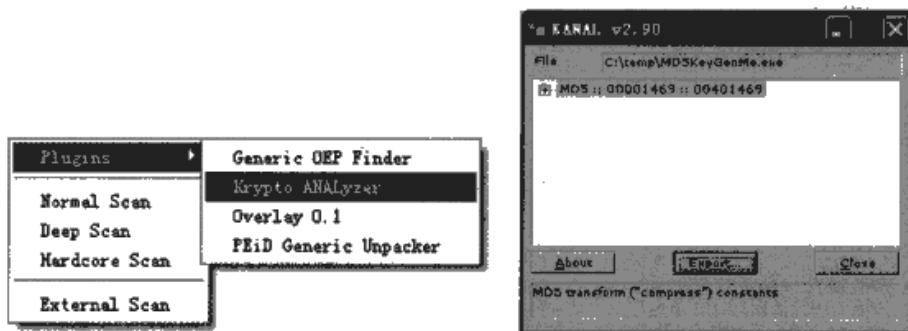 Plugins
Normal Scan
Deep Scan
Hardcore Scan
External Scan
Generic OEP Finder
Krypto ANALyzer
Overlay 0.1
PEiD Generic Unpacker
KANAL v2.90
File C:\temp\MD5KeyGenMe.exe
MD5 :: 00001469 :: 00401469
About Export Close
MD5 transform ("compress") constants